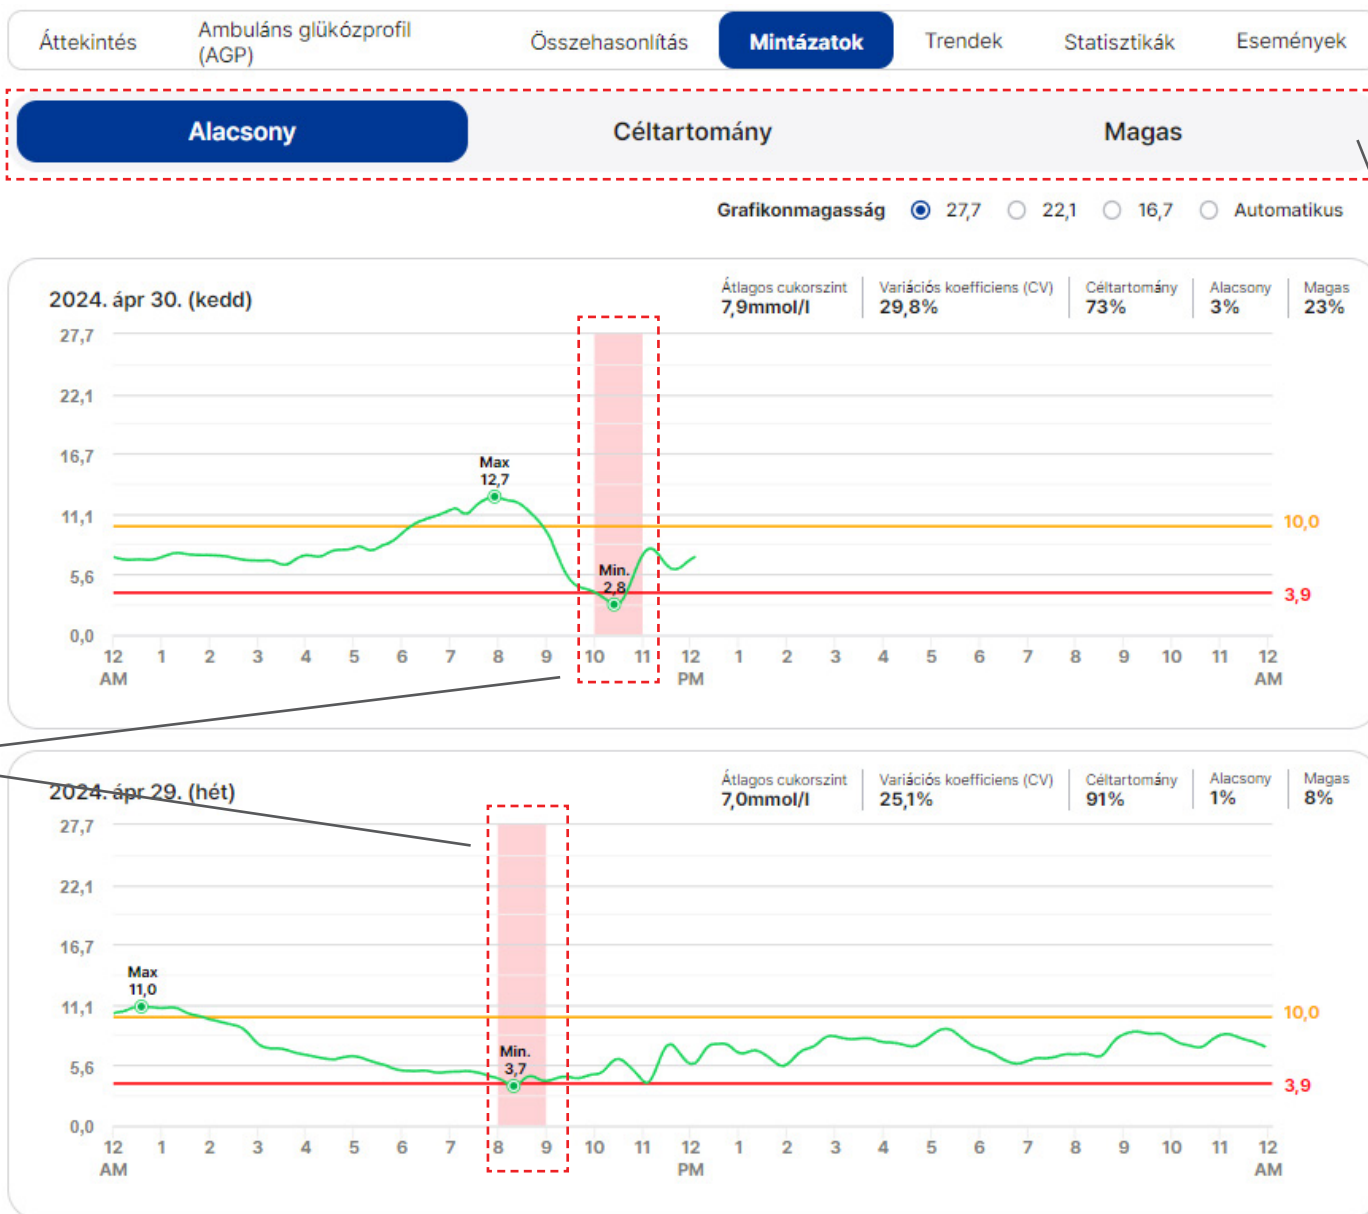 Áttekintés
Ambuláns glükózprofil
(AGP)
Összehasonlítás
Mintázatok
Trendek
Statisztikák
Események
Alacsony
Céltartomány
Magas
Grafikonmagasság 27,7 22,1 16,7 Automatikus
2024. ápr 30. (kedd)
Átlagos cukorszint
7,9mmol/l
Variációs koefficiens (CV)
29,8%
Céltartomány
73%
Alacsony
3%
Magas
23%
27,7
22,1
16,7
11,1
5,6
0,0
Max
12,7
Min.
2,8
10,0
3,9
12 1 2 3 4 5 6 7 8 9 10 11 12 1 2 3 4 5 6 7 8 9 10 11 12
AM PM AM
2024. ápr 29. (hét)
Átlagos cukorszint
7,0mmol/l
Variációs koefficiens (CV)
25,1%
Céltartomány
91%
Alacsony
1%
Magas
8%
27,7
22,1
16,7
11,1
5,6
0,0
Max
11,0
Min.
3,7
10,0
3,9
12 1 2 3 4 5 6 7 8 9 10 11 12 1 2 3 4 5 6 7 8 9 10 11 12
AM PM AM